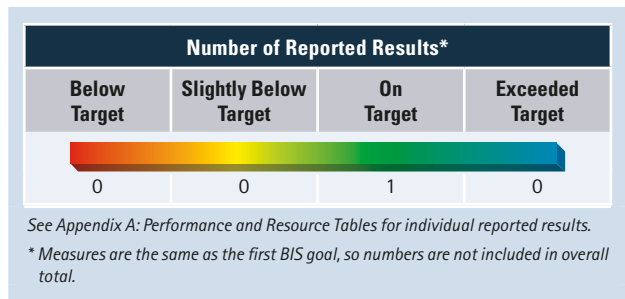 Number of Reported Results*
Below Target
Slightly Below Target
On Target
Exceeded Target
0 0 1 0
See Appendix A: Performance and Resource Tables for individual reported results.
* Measures are the same as the first BIS goal, so numbers are not included in overall
total.